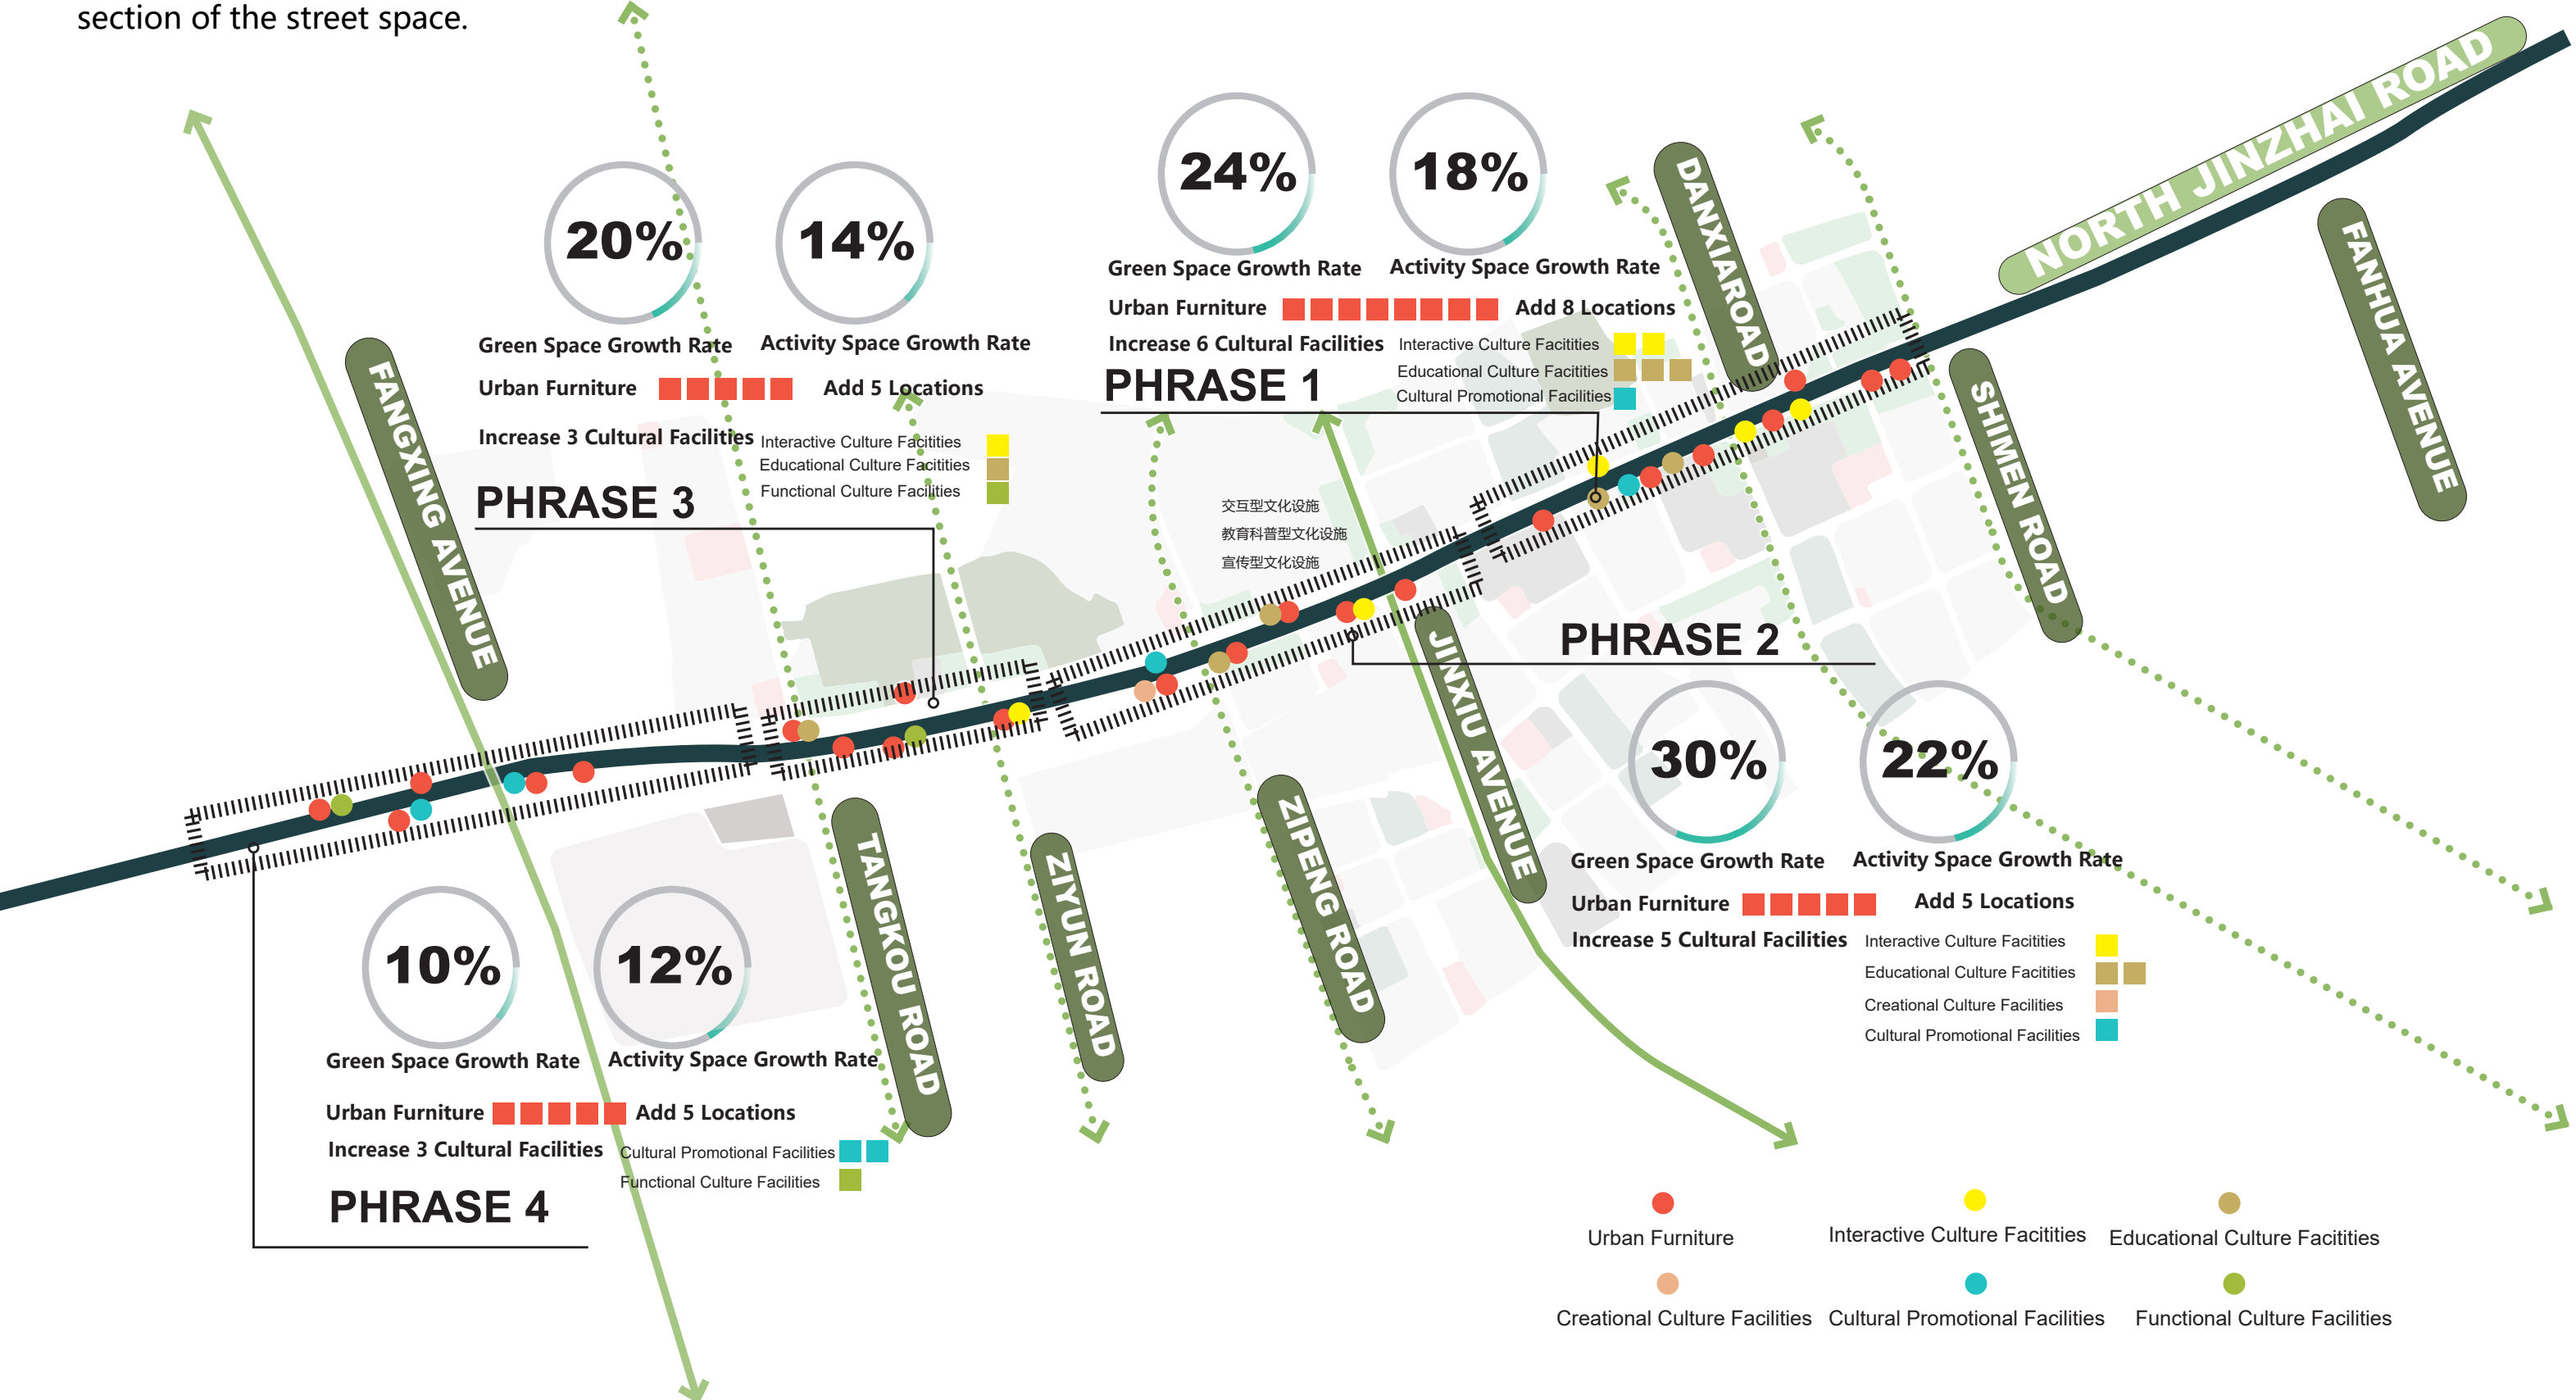 section of the street space.
NORTH JINZHAI ROAD
FANHUA AVENUE
SHIMEN ROAD
DANXIAROAD
24%
18%
Green Space Growth Rate
Activity Space Growth Rate
Urban Furniture
Add 8 Locations
Increase 6 Cultural Facilities
Interactive Culture Facitities
Educational Culture Facitities
Cultural Promotional Facilities
PHRASE 1
20%
14%
Green Space Growth Rate
Activity Space Growth Rate
Urban Furniture
Add 5 Locations
Increase 3 Cultural Facilities
Interactive Culture Facitities
Educational Culture Facitities
Functional Culture Facilities
PHRASE 3
FANGXING AVENUE
交互型文化设施
教育科普型文化设施
宣传型文化设施
PHRASE 2
JINXIU AVENUE
30%
22%
Green Space Growth Rate
Activity Space Growth Rate
Urban Furniture
Add 5 Locations
Increase 5 Cultural Facilities
Interactive Culture Facitities
Educational Culture Facitities
Creational Culture Facilities
Cultural Promotional Facilities
ZIPENG ROAD
ZIYUN ROAD
TANGKOU ROAD
10%
12%
Green Space Growth Rate
Activity Space Growth Rate
Urban Furniture
Add 5 Locations
Increase 3 Cultural Facilities
Cultural Promotional Facilities
Functional Culture Facilities
PHRASE 4
Urban Furniture
Interactive Culture Facitities
Educational Culture Facitities
Creational Culture Facilities
Cultural Promotional Facilities
Functional Culture Facilities